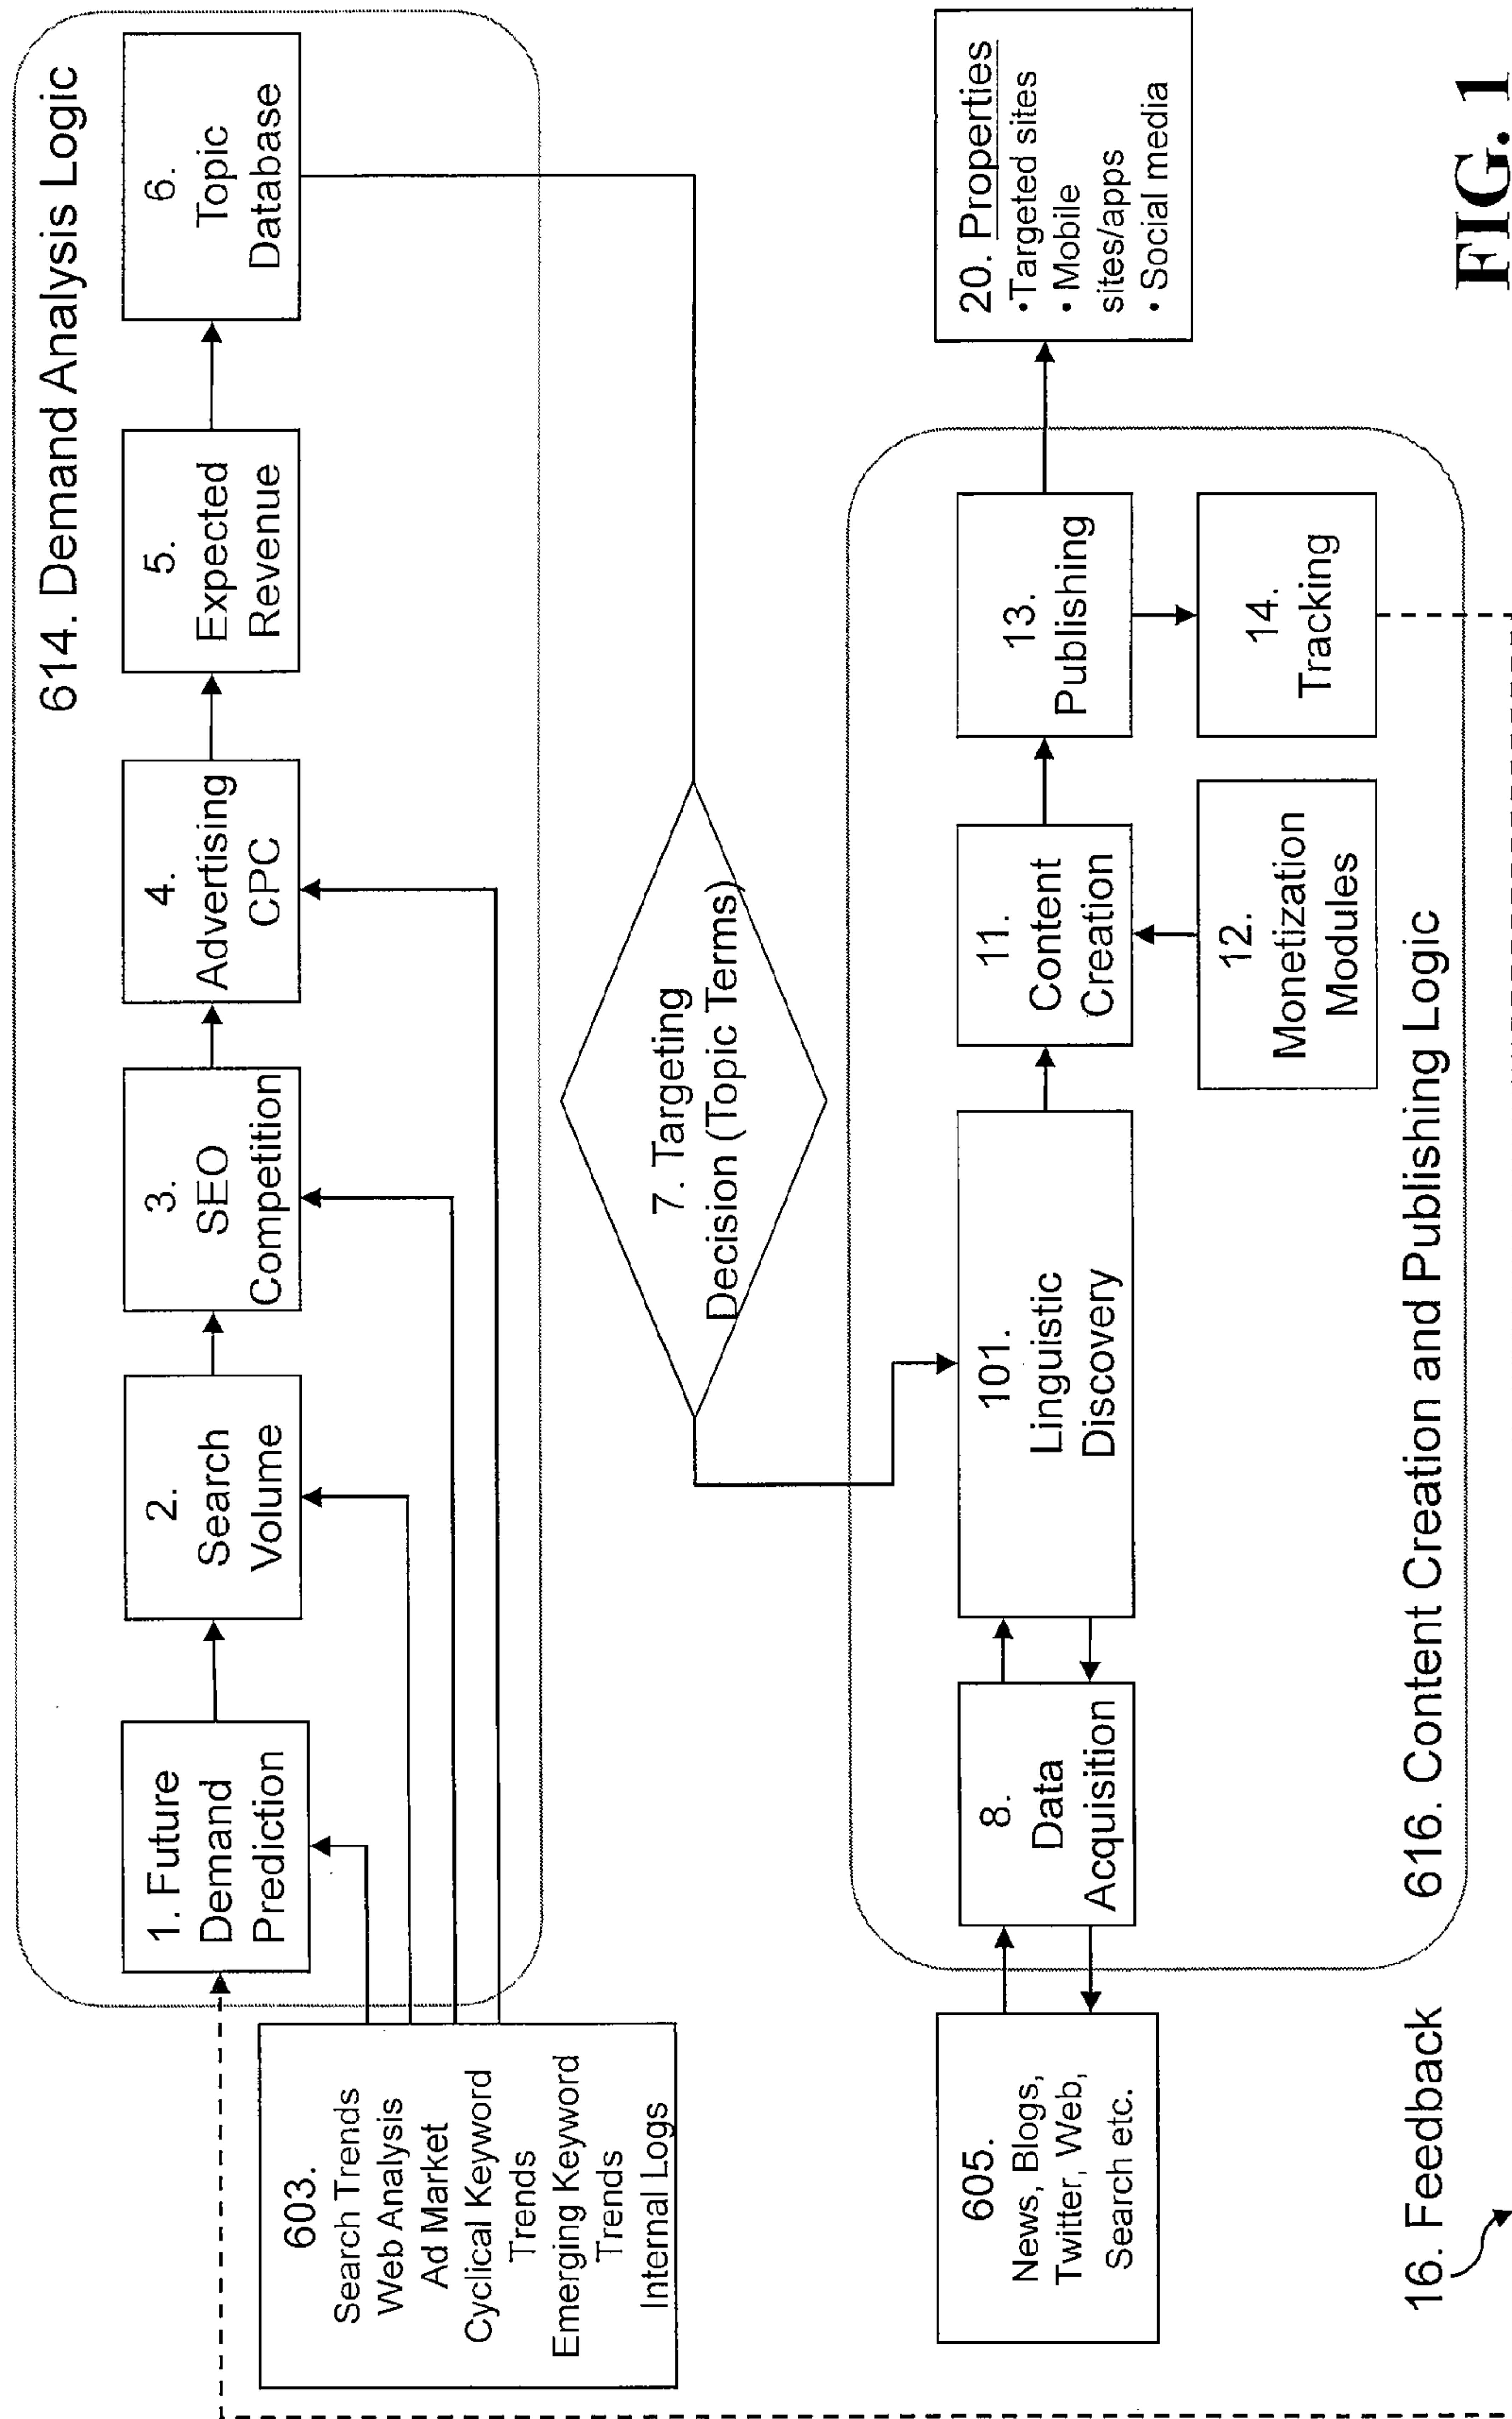 614. Demand Analysis Logic
1. Future
Demand
Prediction
2.
Search
Volume
3.
SEO
Competition
4.
Advertising
CPC
5.
Expected
Revenue
6.
Topic
Database
603.
Search Trends
Web Analysis
Ad Market
Cyclical Keyword
Trends
Emerging Keyword
Trends
Internal Logs
7. Targeting
Decision (Topic Terms)
605.
News, Blogs,
Twitter, Web,
Search etc.
8.
Data
Acquisition
101.
Linguistic
Discovery
11.
Content
Creation
13.
Publishing
20. Properties
•Targeted sites
• Mobile
sites/apps
• Social media
12.
Monetization
Modules
14.
Tracking
616. Content Creation and Publishing Logic
16. Feedback
FIG. 1